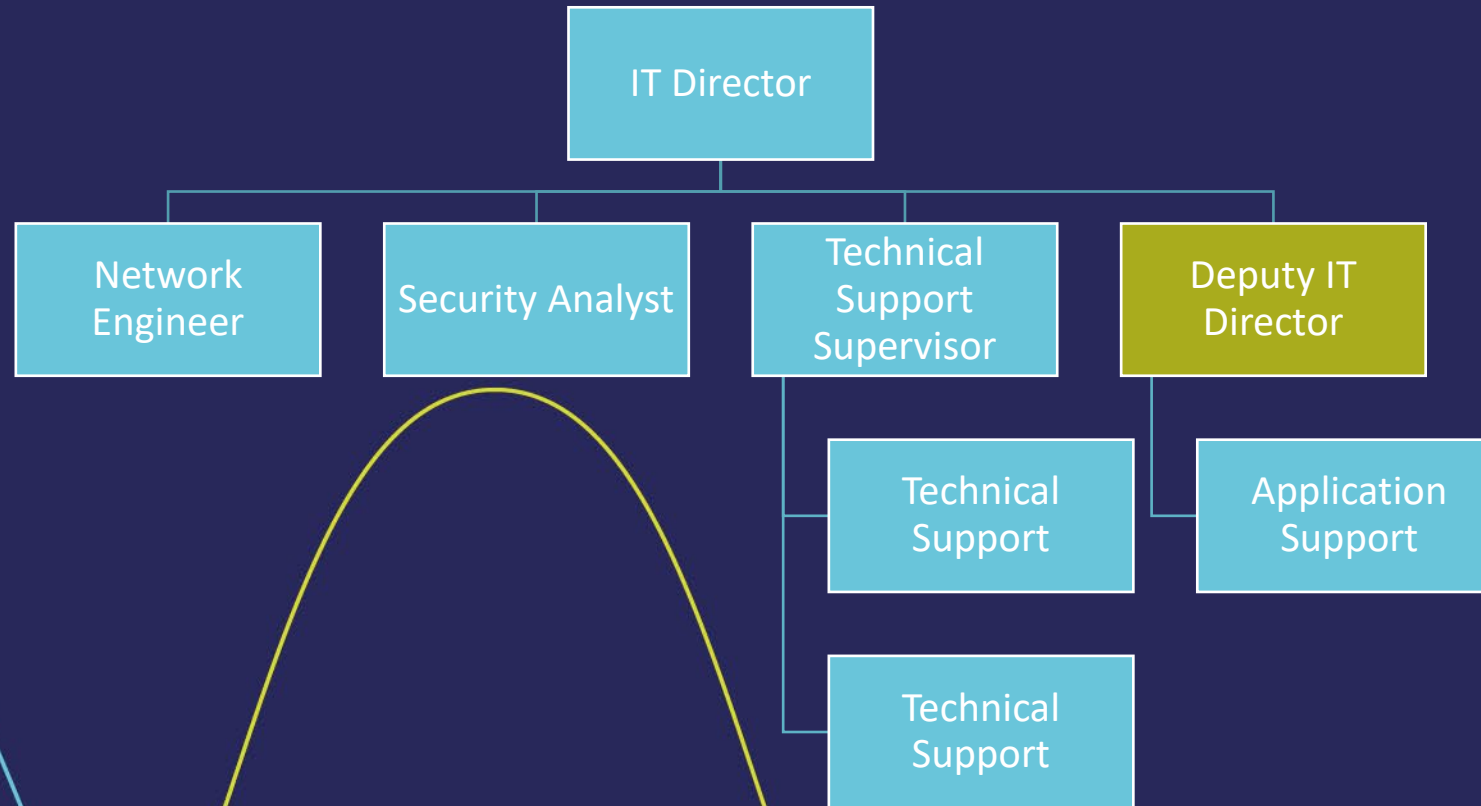 IT Director
Network
Engineer
Security Analyst
Technical
Support
Supervisor
Deputy IT
Director
Technical
Support
Application
Support
Technical
Support